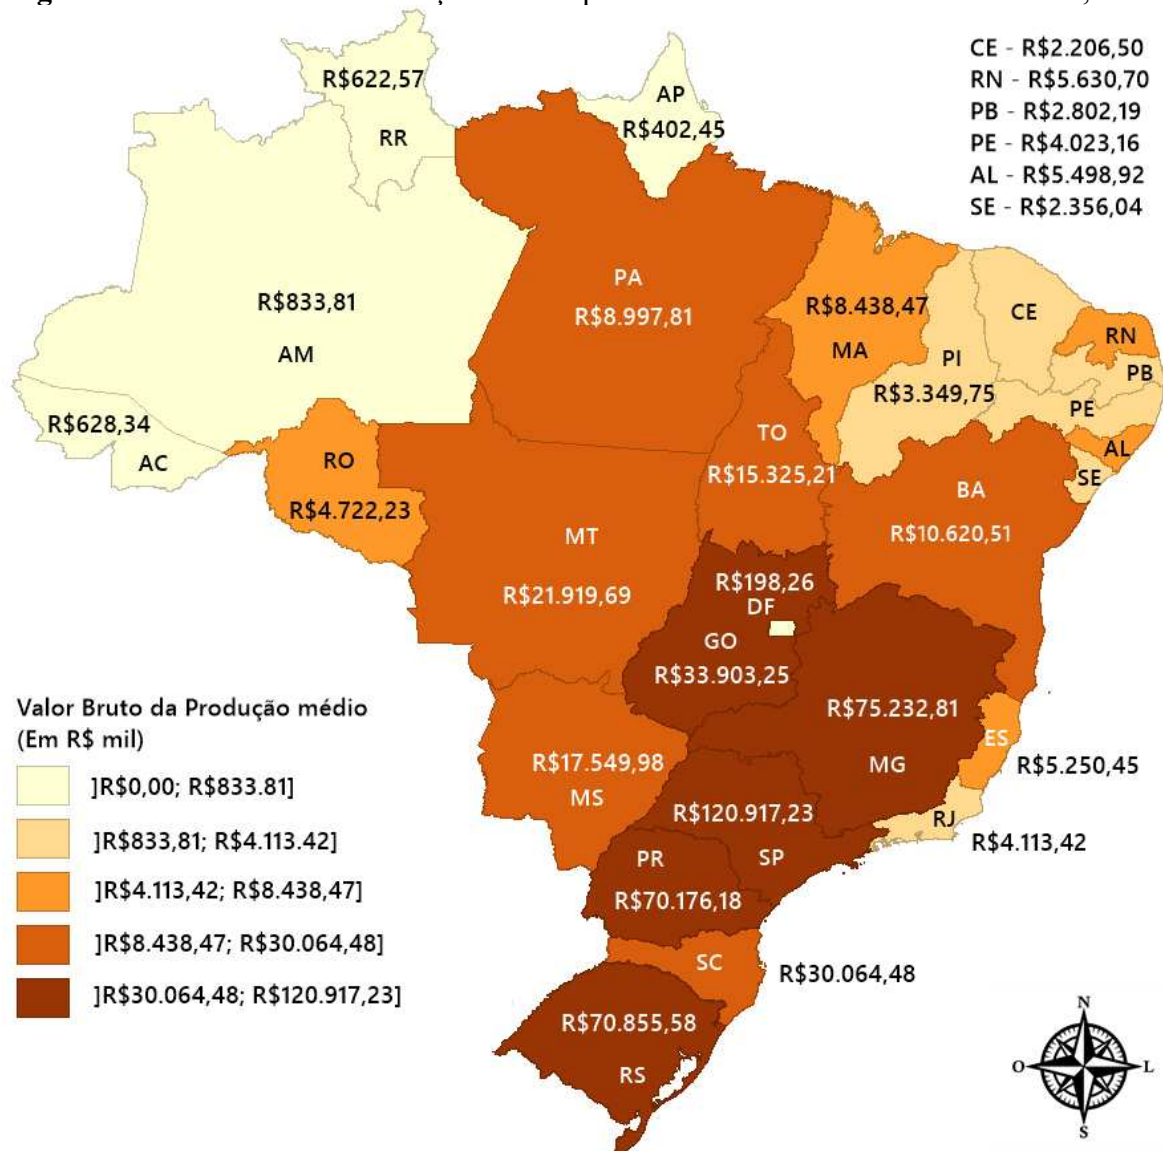 CE - R$2.206,50
RN - R$5.630,70
PB - R$2.802,19
PE - R$4.023,16
AL - R$5.498,92
SE - R$2.356,04
R$622,57
RR
AP
R$402,45
R$833,81
AM
PA
R$8.997,81
R$8.438,47
MA
CE
RN
PI
R$3.349,75
PB
PE
AL
SE
R$628,34
AC
RO
R$4.722,23
TO
R$15.325,21
BA
R$10.620,51
MT
R$21.919,69
R$198,26
DF
GO
R$33.903,25
R$75.232,81
MG
ES
R$5.250,45
R$17.549,98
MS
R$120.917,23
SP
RJ
R$4.113,42
PR
R$70.176,18
SC
R$30.064,48
R$70.855,58
RS
Valor Bruto da Produção médio
(Em R$ mil)
]R$0,00; R$833.81]
]R$833,81; R$4.113.42]
]R$4.113,42; R$8.438,47]
]R$8.438,47; R$30.064,48]
]R$30.064,48; R$120.917,23]
N
O
L
S